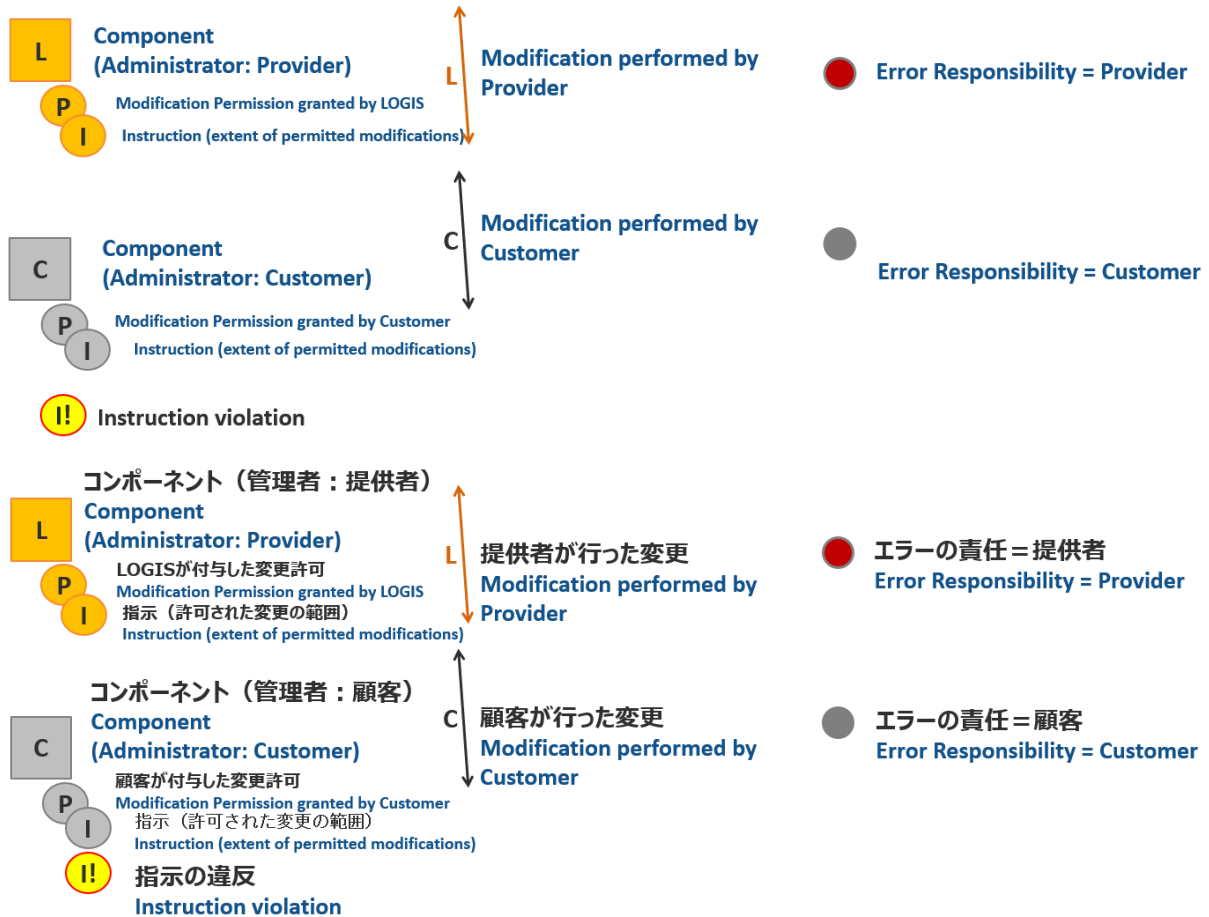 L
Component
(Administrator: Provider)
P
Modification Permission granted by LOGIS
I
Instruction (extent of permitted modifications)
L
Modification performed by
Provider
Error Responsibility = Provider
C
Component
(Administrator: Customer)
P
Modification Permission granted by Customer
I
Instruction (extent of permitted modifications)
C
Modification performed by
Customer
Error Responsibility = Customer
I!
Instruction violation
コンポーネント（管理者：提供者）
L
Component
(Administrator: Provider)
P
LOGISが付与した変更許可
Modification Permission granted by LOGIS
I
指示（許可された変更の範囲）
Instruction (extent of permitted modifications)
L
提供者が行った変更
Modification performed by
Provider
エラーの責任＝提供者
Error Responsibility = Provider
コンポーネント（管理者：顧客）
C
Component
(Administrator: Customer)
P
顧客が付与した変更許可
Modification Permission granted by Customer
I
指示（許可された変更の範囲）
Instruction (extent of permitted modifications)
C
顧客が行った変更
Modification performed by
Customer
エラーの責任＝顧客
Error Responsibility = Customer
I!
指示の違反
Instruction violation